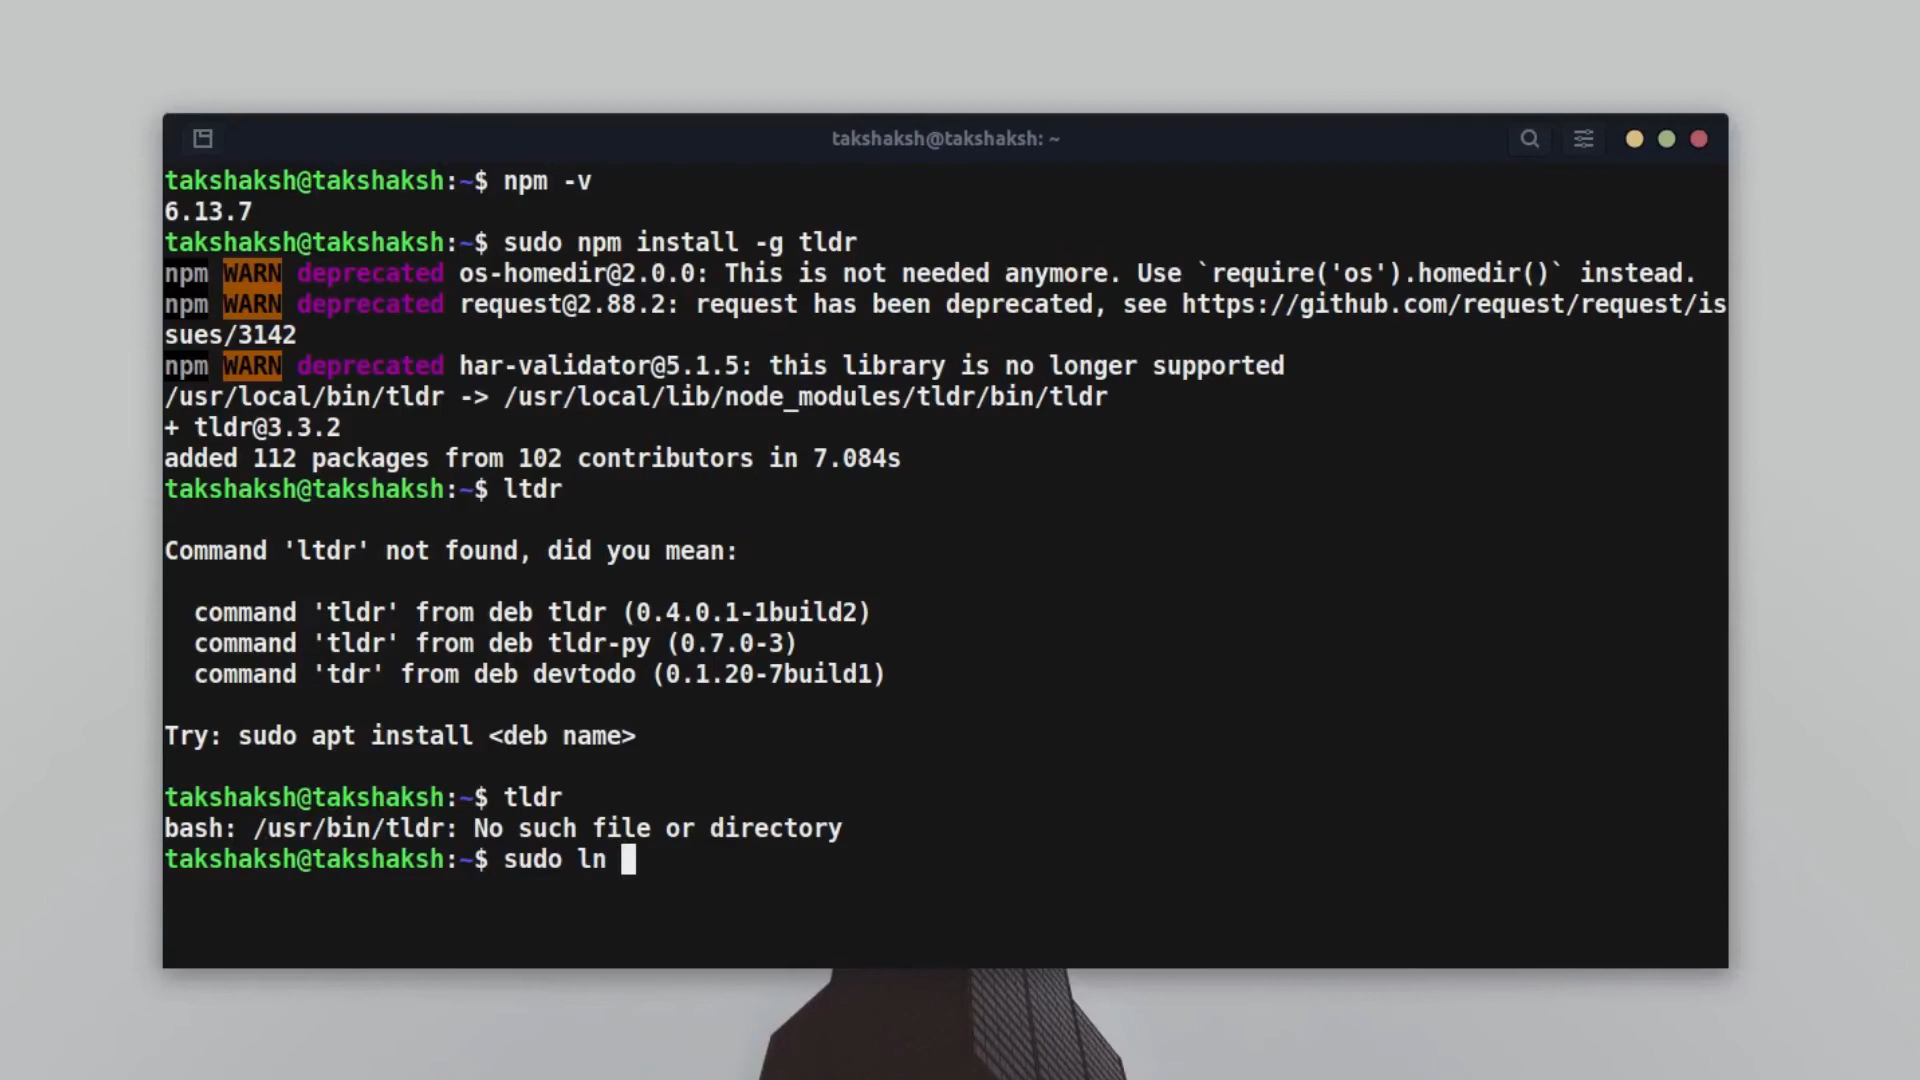 takshaksh@takshaksh: ~
takshaksh@takshaksh:~$ npm -v
6.13.7
takshaksh@takshaksh:~$ sudo npm install -g tldr
npm WARN deprecated os-homedir@2.0.0: This is not needed anymore. Use `require('os').homedir()` instead.
npm WARN deprecated request@2.88.2: request has been deprecated, see https://github.com/request/request/is
sues/3142
npm WARN deprecated har-validator@5.1.5: this library is no longer supported
/usr/local/bin/tldr -> /usr/local/lib/node_modules/tldr/bin/tldr
+ tldr@3.3.2
added 112 packages from 102 contributors in 7.084s
takshaksh@takshaksh:~$ ltdr
Command 'ltdr' not found, did you mean:
command 'tldr' from deb tldr (0.4.0.1-1build2)
command 'tldr' from deb tldr-py (0.7.0-3)
command 'tdr' from deb devtodo (0.1.20-7build1)
Try: sudo apt install <deb name>
takshaksh@takshaksh:~$ tldr
bash: /usr/bin/tldr: No such file or directory
takshaksh@takshaksh:~$ sudo ln